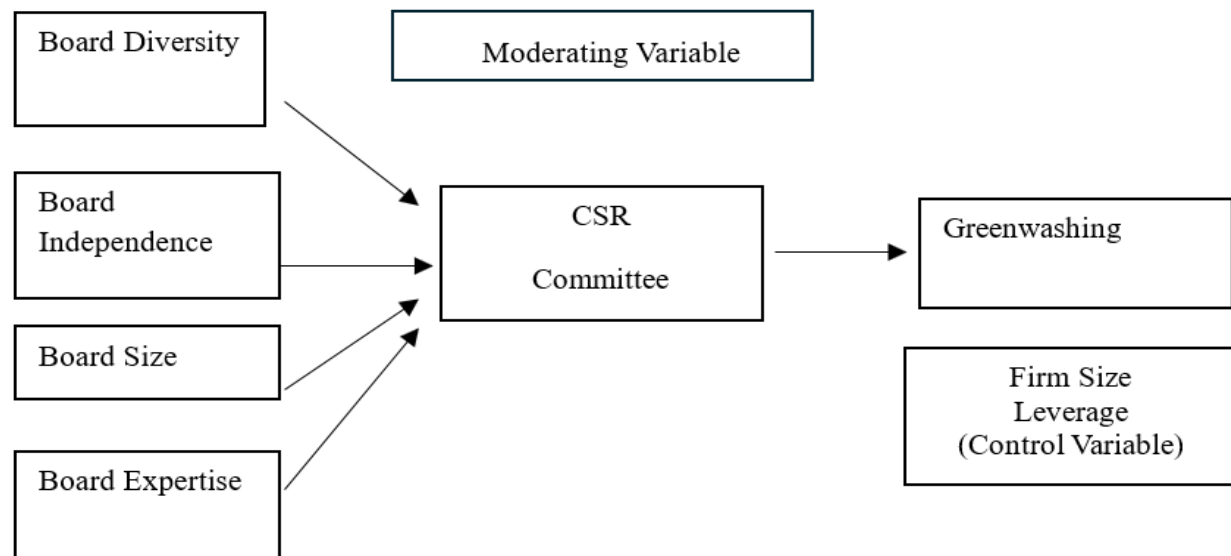 Board Diversity
Moderating Variable
Board
Independence
CSR
Committee
Greenwashing
Board Size
Firm Size
Leverage
(Control Variable)
Board Expertise